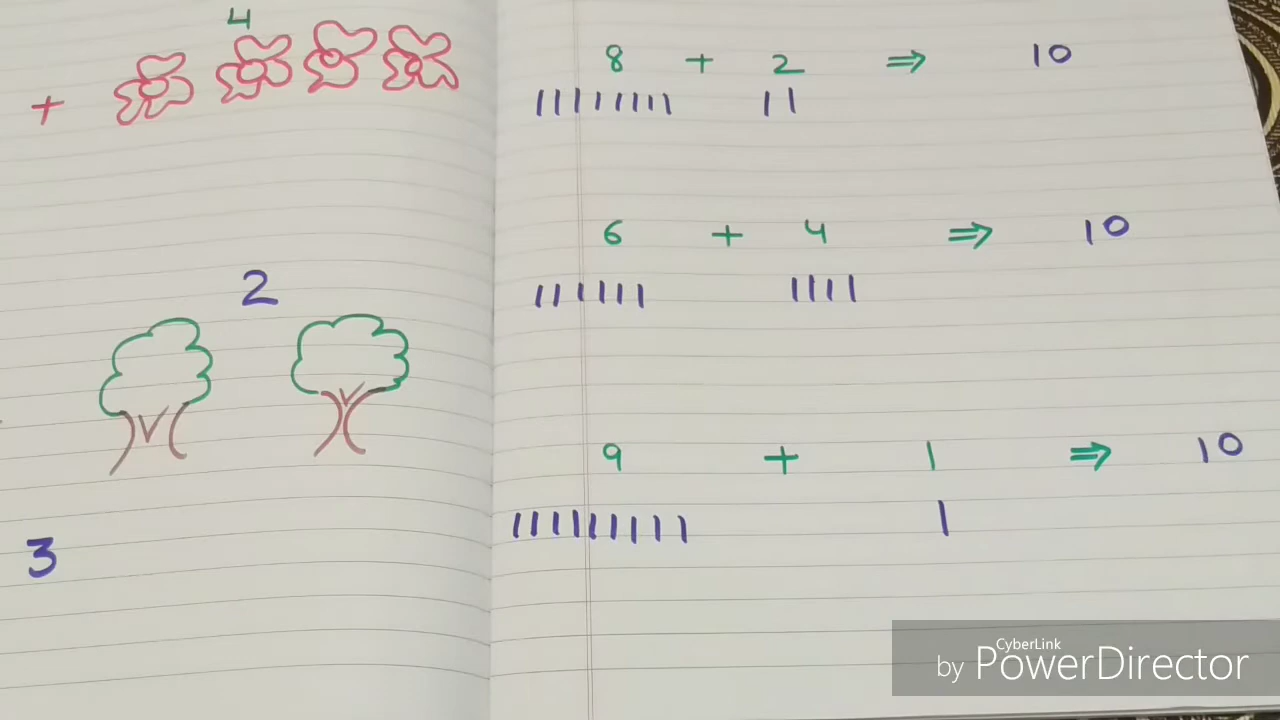 4
+
2
3
8 + 2 ⇒ 10
6 + 4 ⇒ 10
9 + 1 ⇒ 10
CyberLink
by PowerDirector